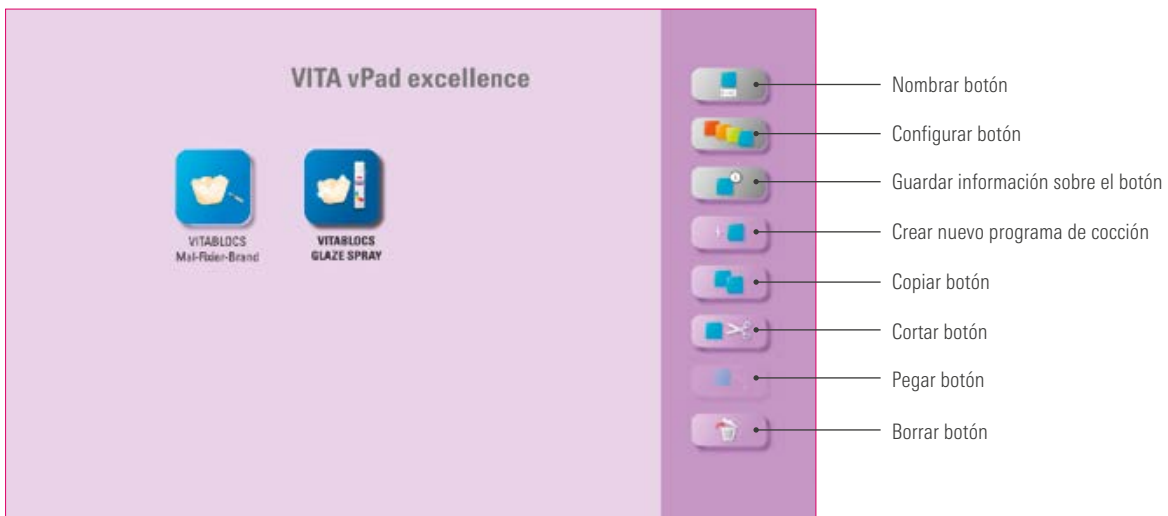 VITA vPad excellence
VITABLOCS
Mal-Fixier-Brand
VITABLOCS
GLAZE SPRAY
Nombrar botón
Configurar botón
Guardar información sobre el botón
Crear nuevo programa de cocción
Copiar botón
Cortar botón
Pegar botón
Borrar botón